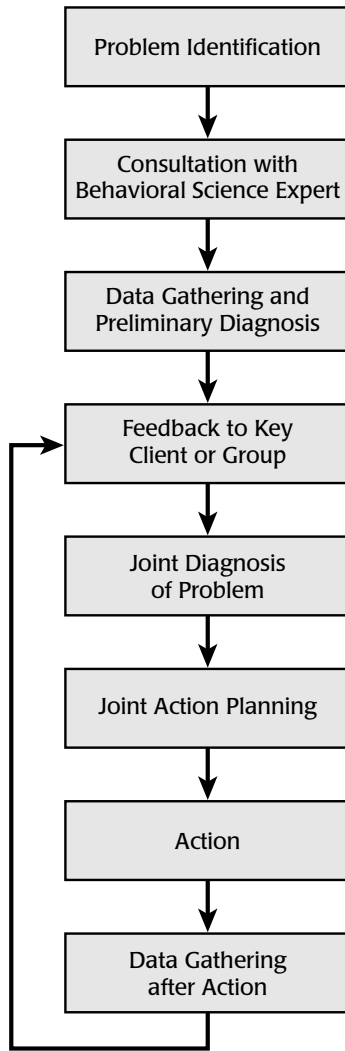 Problem Identification
Consultation with
Behavioral Science Expert
Data Gathering and
Preliminary Diagnosis
Feedback to Key
Client or Group
Joint Diagnosis
of Problem
Joint Action Planning
Action
Data Gathering
after Action